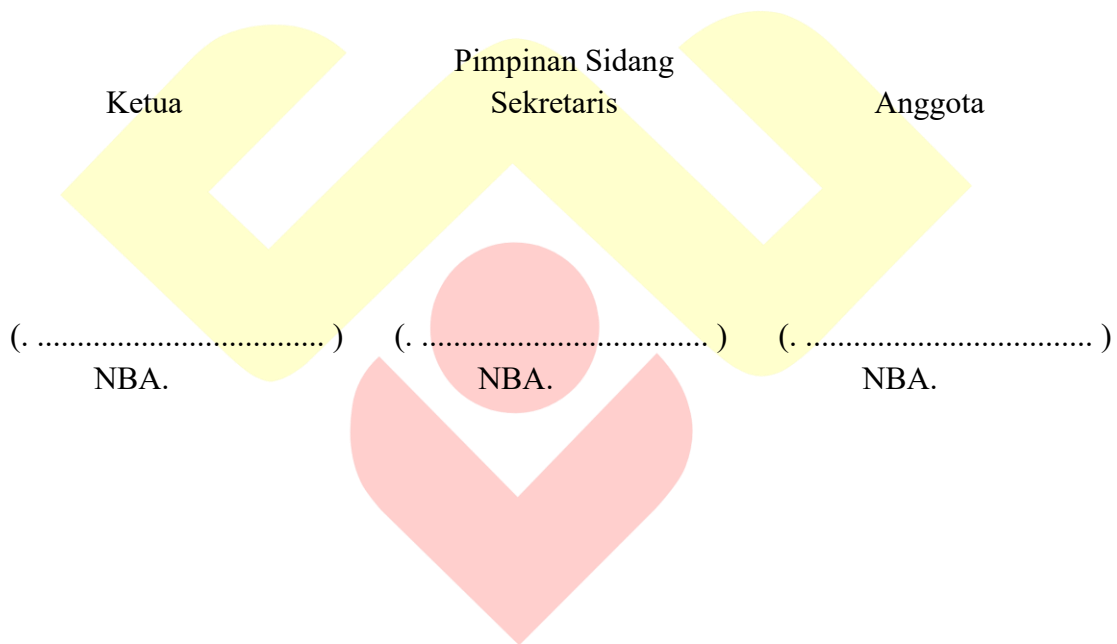 Pimpinan Sidang
Ketua Sekretaris Anggota
(. ................................... ) (. ................................... ) (. ................................... )
NBA. NBA. NBA.